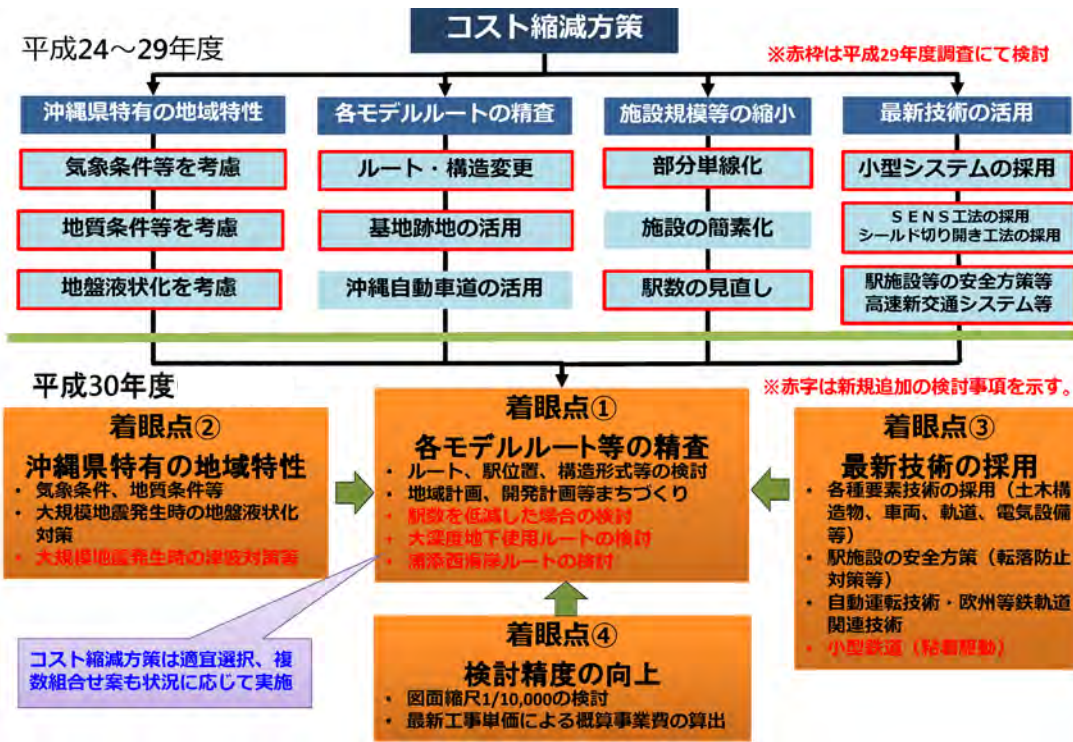 コスト縮減方策
平成24～29年度
※赤枠は平成29年度調査にて検討
沖縄県特有の地域特性
気象条件等を考慮
地質条件等を考慮
地盤液状化を考慮
各モデルルートの精査
ルート・構造変更
基地跡地の活用
沖縄自動車道の活用
施設規模等の縮小
部分単線化
施設の簡素化
駅数の見直し
最新技術の活用
小型システムの採用
ＳＥＮＳ工法の採用
シールド切り開き工法の採用
駅施設等の安全方策等
高速新交通システム等
平成30年度
※赤字は新規追加の検討事項を示す。
着眼点①
各モデルルート等の精査
• ルート、駅位置、構造形式等の検討
• 地域計画、開発計画等まちづくり
• 駅数を低減した場合の検討
• 大深度地下使用ルートの検討
• 浦添西海岸ルートの検討
着眼点②
沖縄県特有の地域特性
• 気象条件、地質条件等
• 大規模地震発生時の地盤液状化
対策
• 大規模地震発生時の津波対策等
着眼点③
最新技術の採用
• 各種要素技術の採用（土木構
造物、車両、軌道、電気設備
等）
• 駅施設の安全方策（転落防止
対策等）
• 自動運転技術・欧州等鉄軌道
関連技術
• 小型鉄道（粘着駆動）
着眼点④
検討精度の向上
• 図面縮尺1/10,000の検討
• 最新工事単価による概算事業費の算出
コスト縮減方策は適宜選択、複
数組合せ案も状況に応じて実施